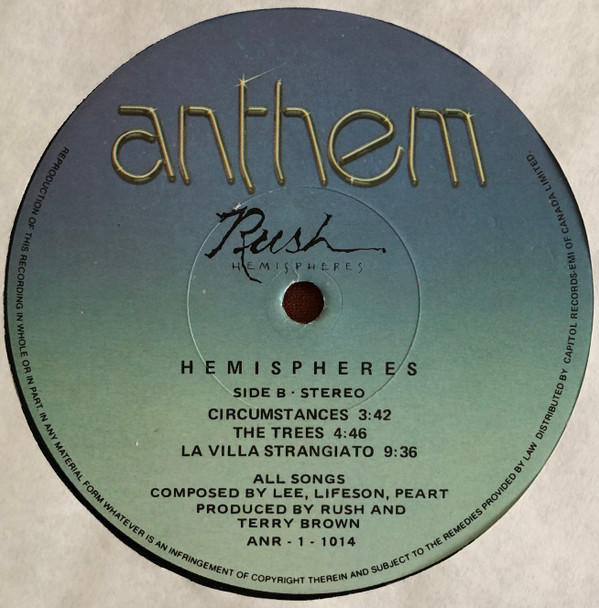 anthem
Rush
HEMISPHERES
HEMISPHERES
SIDE B · STEREO
CIRCUMSTANCES 3:42
THE TREES 4:46
LA VILLA STRANGIATO 9:36
ALL SONGS
COMPOSED BY LEE, LIFESON, PEART
PRODUCED BY RUSH AND
TERRY BROWN
ANR - 1 - 1014
REPRODUCTION OF THIS RECORDING IN WHOLE OR IN PART. IN ANY MATERIAL FORM WHATEVER IS AN INFRINGEMENT OF COPYRIGHT THEREIN AND SUBJECT TO THE REMEDIES PROVIDED BY LAW DISTRIBUTED BY CAPITOL RECORDS-EMI OF CANADA LIMITED.